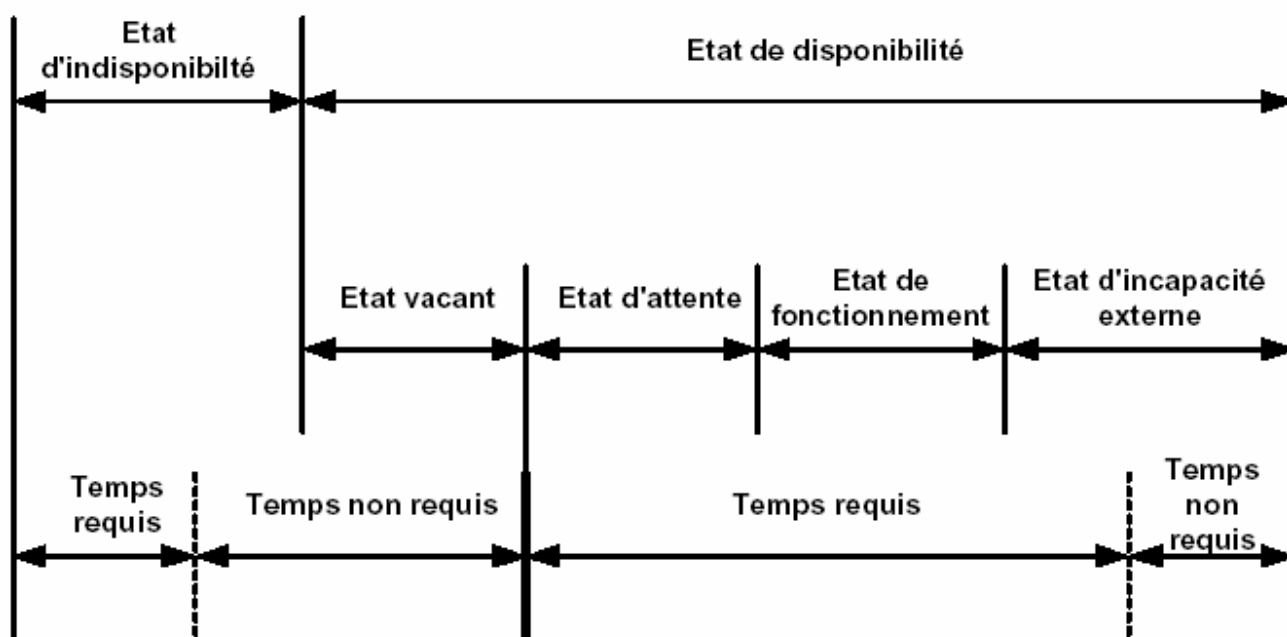 Etat
d'indisponibilté
Etat de disponibilité
Etat vacant
Etat d'attente
Etat de
fonctionnement
Etat d'incapacité
externe
Temps
requis
Temps non requis
Temps requis
Temps
non
requis